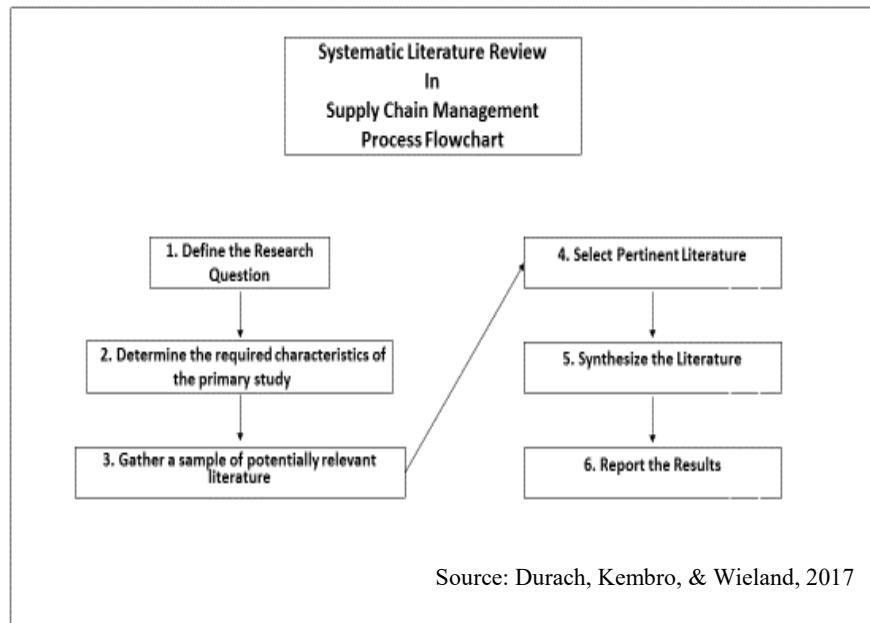 Systematic Literature Review
In
Supply Chain Management
Process Flowchart
1. Define the Research
Question
2. Determine the required characteristics of
the primary study
3. Gather a sample of potentially relevant
literature
4. Select Pertinent Literature
5. Synthesize the Literature
6. Report the Results
Source: Durach, Kembro, & Wieland, 2017